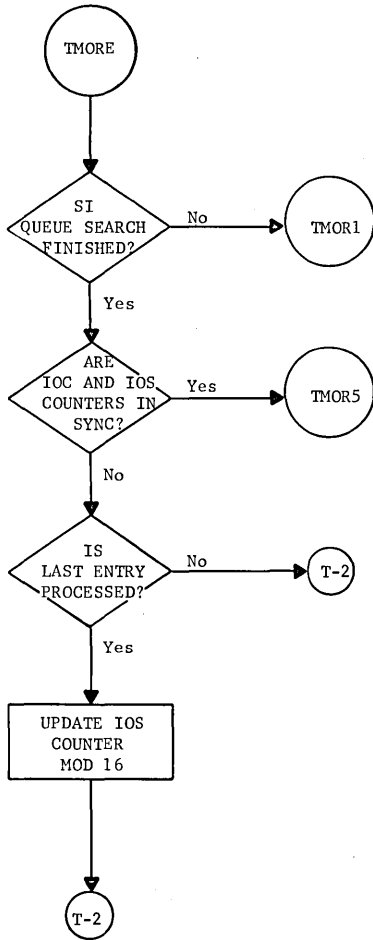 TMORE
SI
QUEUE SEARCH
FINISHED?
No
TMOR1
Yes
ARE
IOC AND IOS
COUNTERS IN
SYNC?
Yes
TMOR5
No
IS
LAST ENTRY
PROCESSED?
No
T-2
Yes
UPDATE IOS
COUNTER
MOD 16
T-2